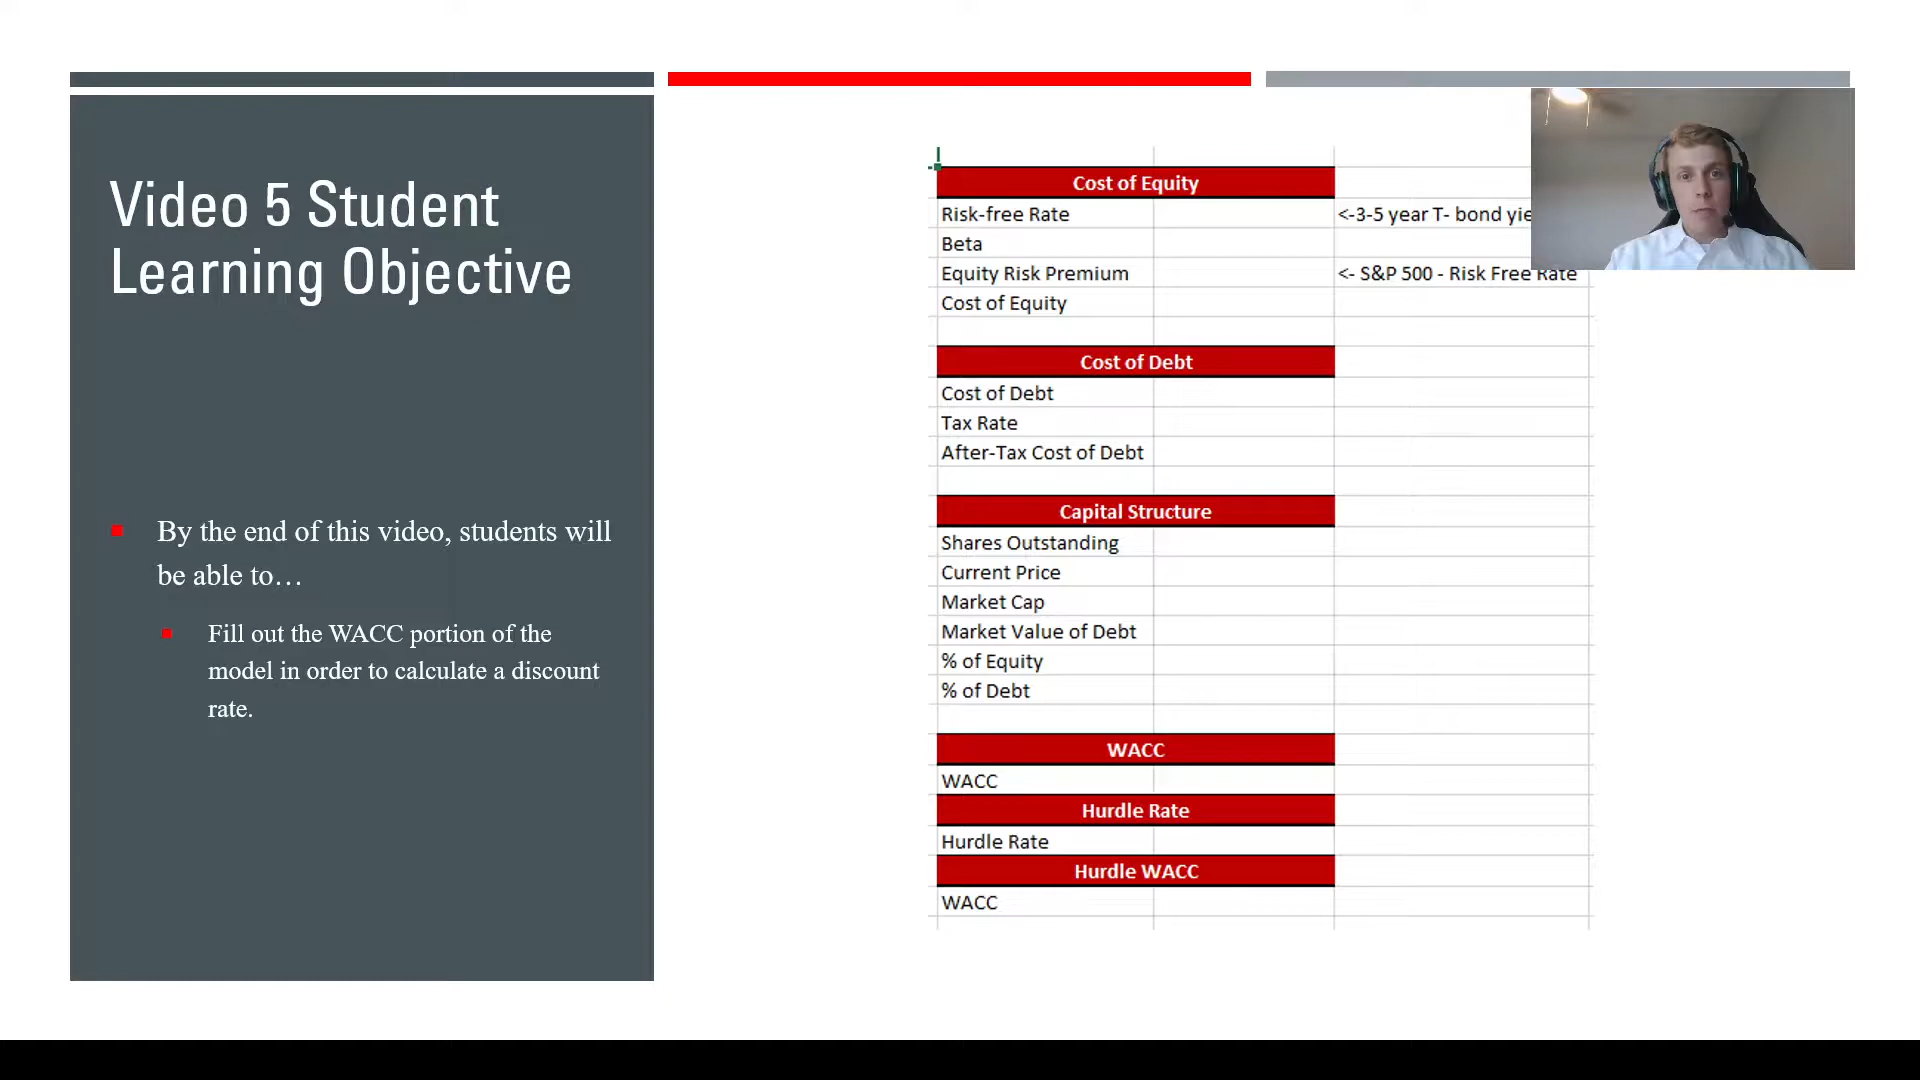 Video 5 Student
Learning Objective
By the end of this video, students will
be able to…
Fill out the WACC portion of the
model in order to calculate a discount
rate.
Cost of Equity
Risk-free Rate <-3-5 year T- bond
Beta
Equity Risk Premium <- S&P 500 - Risk Free Rate
Cost of Equity
Cost of Debt
Cost of Debt
Tax Rate
After-Tax Cost of Debt
Capital Structure
Shares Outstanding
Current Price
Market Cap
Market Value of Debt
% of Equity
% of Debt
WACC
WACC
Hurdle Rate
Hurdle Rate
Hurdle WACC
WACC